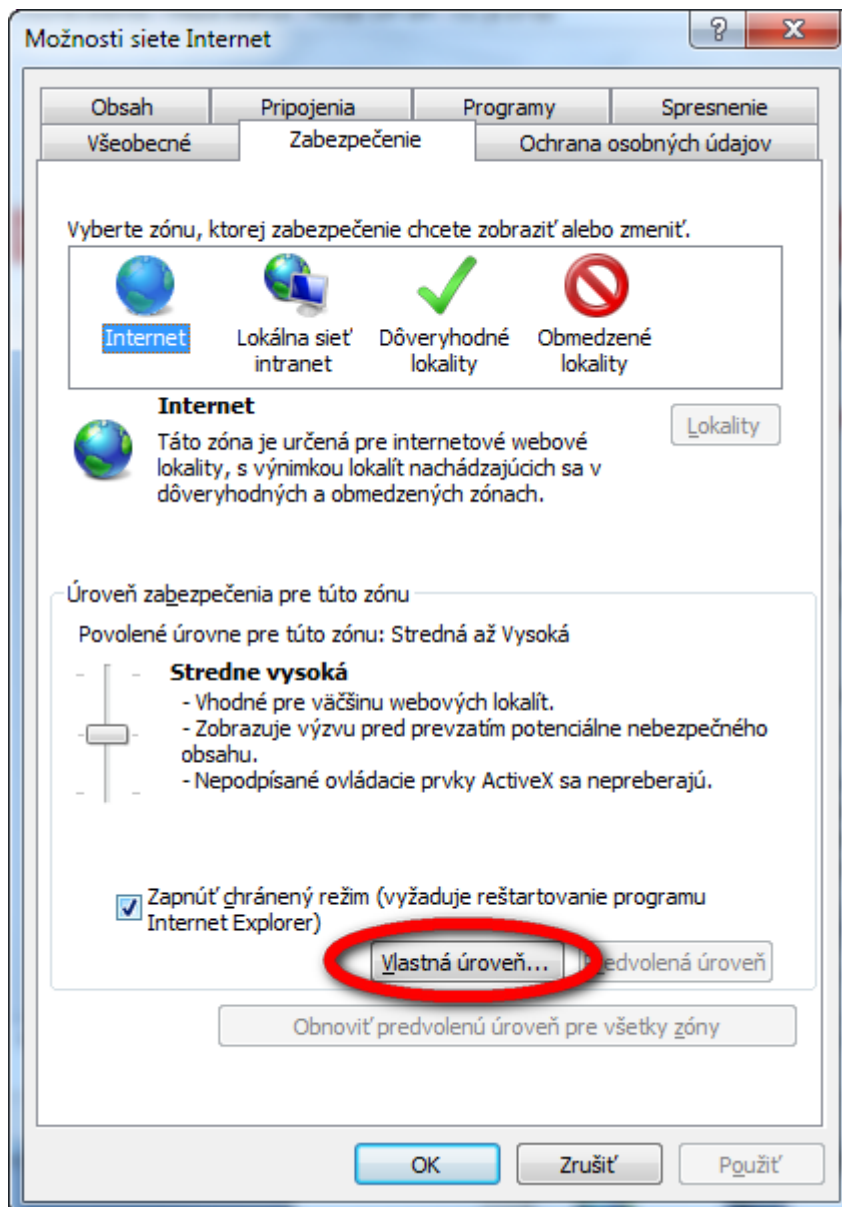 Možnosti siete Internet
Obsah
Pripojenia
Programy
Spresnenie
Všeobecné
Zabezpečenie
Ochrana osobných údajov
Vyberte zónu, ktorej zabezpečenie chcete zobraziť alebo zmeniť.
Internet
Lokálna sieť
intranet
Dôveryhodné
lokality
Obmedzené
lokality
Internet
Lokality
Táto zóna je určená pre internetové webové
lokality, s výnimkou lokalít nachádzajúcich sa v
dôveryhodných a obmedzených zónach.
Úroveň zabezpečenia pre túto zónu
Povolené úrovne pre túto zónu: Stredná až Vysoká
Stredne vysoká
- Vhodné pre väčšinu webových lokalít.
- Zobrazuje výzvu pred prevzatím potenciálne nebezpečného
obsahu.
- Nepodpísané ovládacie prvky ActiveX sa nepreberajú.
Zapnúť chránený režim (vyžaduje reštartovanie programu
Internet Explorer)
Vlastná úroveň...
edvolená úroveň
Obnoviť predvolenú úroveň pre všetky zóny
OK
Zrušiť
Použiť